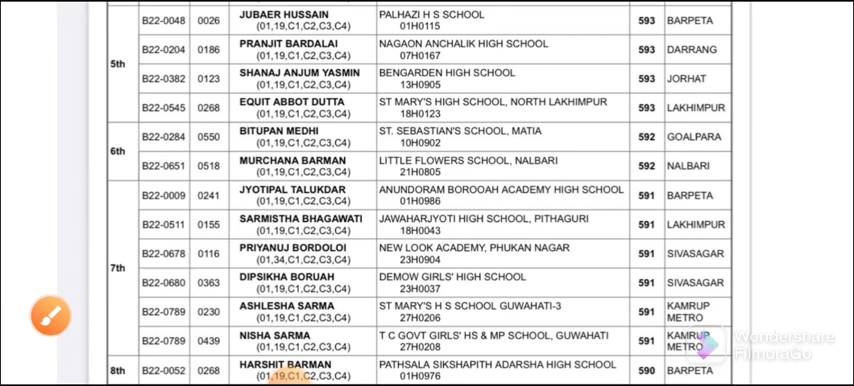 JUBAER HUSSAIN PALHAZI H S SCHOOL
B22-0048 0026 (01,19,C1,C2,C3,C4) 01H0115 593 BARPETA
PRANJIT BARDALAI NAGAON ANCHALIK HIGH SCHOOL
B22-0204 0186 (01,19,C1,C2,C3,C4) 07H0167 593 DARRANG
5th
SHANAJ ANJUM YASMIN BENGARDEN HIGH SCHOOL
B22-0382 0123 (01,19,C1,C2,C3,C4) 13H0905 593 JORHAT
EQUIT ABBOT DUTTA ST MARY'S HIGH SCHOOL, NORTH LAKHIMPUR
B22-0545 0268 (01,19,C1,C2,C3,C4) 18H0123 593 LAKHIMPUR
BITUPAN MEDHI ST. SEBASTIAN'S SCHOOL, MATIA
B22-0284 0550 (01,19,C1,C2,C3,C4) 10H0902 592 GOALPARA
6th
MURCHANA BARMAN LITTLE FLOWERS SCHOOL, NALBARI
B22-0651 0518 (01,19,C1,C2,C3,C4) 21H0805 592 NALBARI
JYOTIPAL TALUKDAR ANUNDORAM BOROOAH ACADEMY HIGH SCHOOL
B22-0009 0241 (01,19,C1,C2,C3,C4) 01H0986 591 BARPETA
SARMISTHA BHAGAWATI JAWAHARJYOTI HIGH SCHOOL, PITHAGURI
B22-0511 0155 (01,19,C1,C2,C3,C4) 18H0043 591 LAKHIMPUR
PRIYANUJ BORDOLOI NEW LOOK ACADEMY, PHUKAN NAGAR
B22-0678 0116 (01,34,C1,C2,C3,C4) 23H0904 591 SIVASAGAR
7th
DIPSIKHA BORUAH DEMOW GIRLS' HIGH SCHOOL
B22-0680 0363 (01,19,C1,C2,C3,C4) 23H0037 591 SIVASAGAR
ASHLESHA SARMA ST MARY'S H S SCHOOL GUWAHATI-3
B22-0789 0230 (01,19,C1,C2,C3,C4) 27H0206 591 KAMRUP METRO
NISHA SARMA T C GOVT GIRLS' HS & MP SCHOOL, GUWAHATI
B22-0789 0439 (01,19,C1,C2,C3,C4) 27H0208 591 KAMRUP METRO
Wondershare
FilmoraGo
HARSHIT BARMAN PATHSALA SIKSHAPITH ADARSHA HIGH SCHOOL
8th B22-0052 0268 (01,19,C1,C2,C3,C4) 01H0976 590 BARPETA